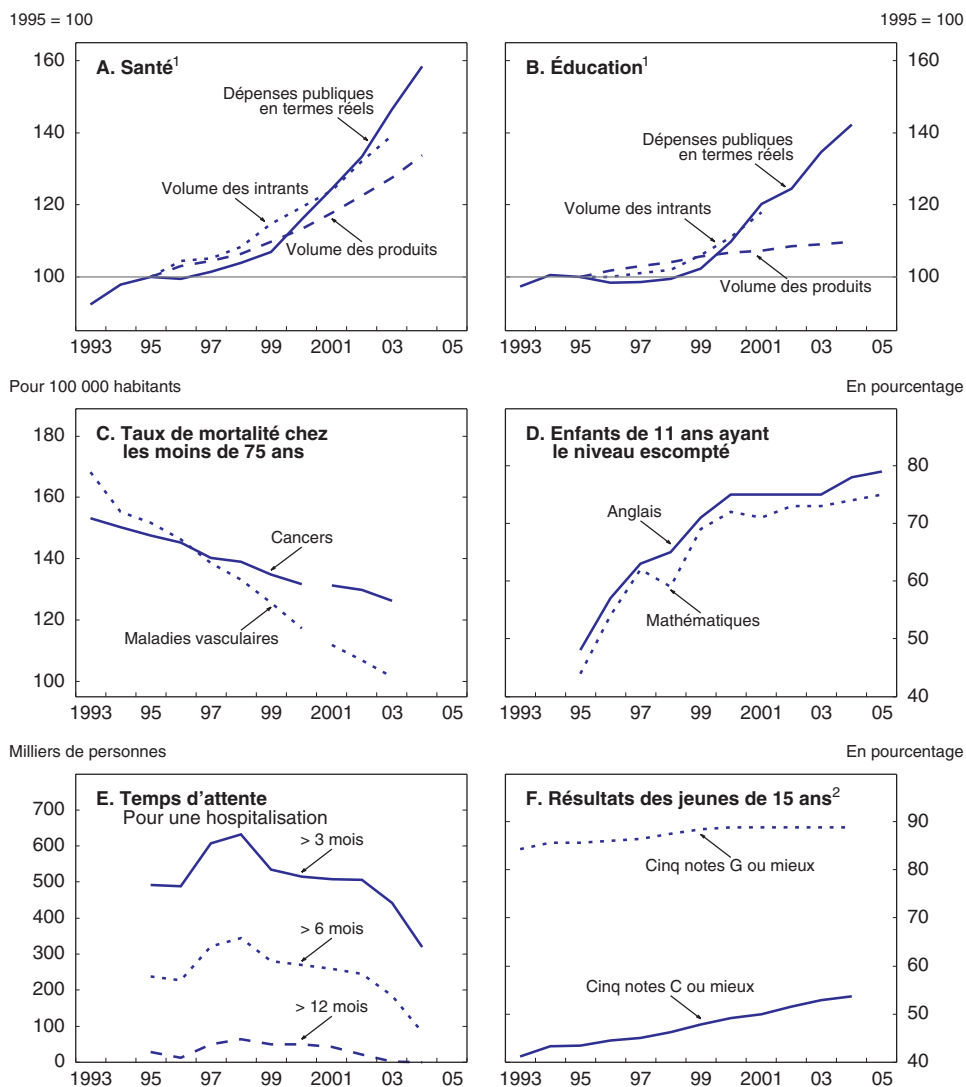 1995 = 100
1995 = 100
A. Santé1
Dépenses publiques
en termes réels
Volume des intrants
Volume des produits
160
140
120
100
1993 95 97 99 2001 03 05
B. Éducation1
Dépenses publiques
en termes réels
Volume des intrants
Volume des produits
160
140
120
100
1993 95 97 99 2001 03 05
Pour 100 000 habitants
En pourcentage
C. Taux de mortalité chez
les moins de 75 ans
Cancers
Maladies vasculaires
180
160
140
120
100
1993 95 97 99 2001 03 05
D. Enfants de 11 ans ayant
le niveau escompté
Anglais
Mathématiques
80
70
60
50
40
1993 95 97 99 2001 03 05
Milliers de personnes
En pourcentage
E. Temps d'attente
Pour une hospitalisation
> 3 mois
> 6 mois
> 12 mois
700
600
500
400
300
200
100
0
1993 95 97 99 2001 03 05
F. Résultats des jeunes de 15 ans2
Cinq notes G ou mieux
Cinq notes C ou mieux
90
80
70
60
50
40
1993 95 97 99 2001 03 05